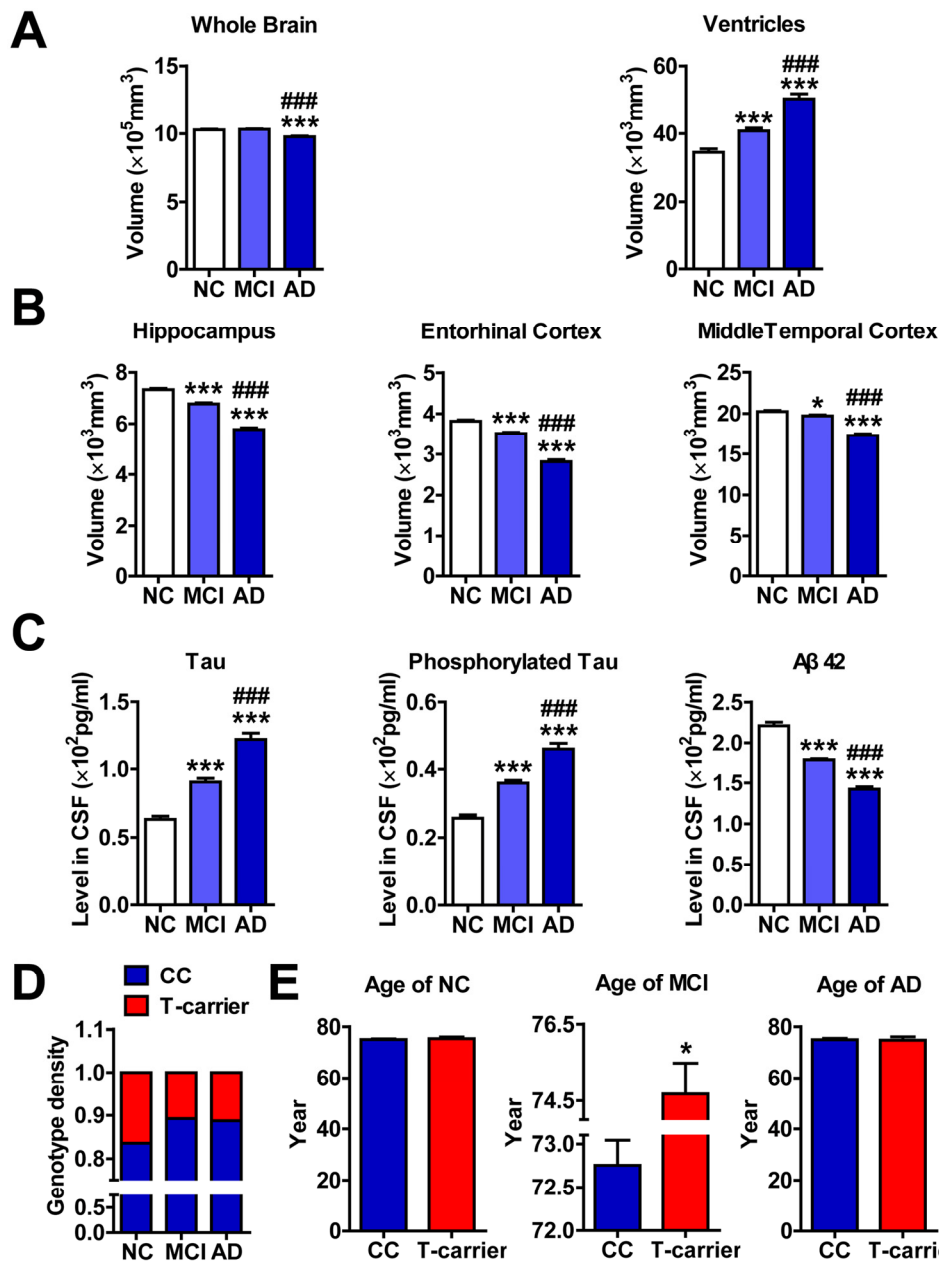 A
Whole Brain
Ventricles
Volume (×10⁵mm³)
15
10
5
0
###
***
NC MCI AD
Volume (×10³mm³)
60
40
20
0
***
###
***
NC MCI AD
B
Hippocampus
Entorhinal Cortex
MiddleTemporal Cortex
Volume (×10³mm³)
8
6
4
2
0
***
###
***
NC MCI AD
Volume (×10³mm³)
5
4
3
2
1
0
***
###
***
NC MCI AD
Volume (×10³mm³)
25
20
15
10
5
0
*
###
***
NC MCI AD
C
Tau
Phosphorylated Tau
Aβ 42
Level in CSF (×10²pg/ml)
1.5
1.0
0.5
0.0
***
###
***
NC MCI AD
Level in CSF (×10²pg/ml)
0.6
0.4
0.2
0.0
***
###
***
NC MCI AD
Level in CSF (×10²pg/ml)
2.5
2.0
1.5
1.0
0.5
0.0
***
###
***
NC MCI AD
D
CC
T-carrier
Genotype density
1.1
1.0
0.9
0.8
0.5
0.0
NC MCI AD
E
Age of NC
Age of MCI
Age of AD
Year
80
60
40
20
0
CC T-carrier
Year
76.5
74.5
73.0
72.5
72.0
*
CC T-carrier
Year
80
60
40
20
0
CC T-carrie